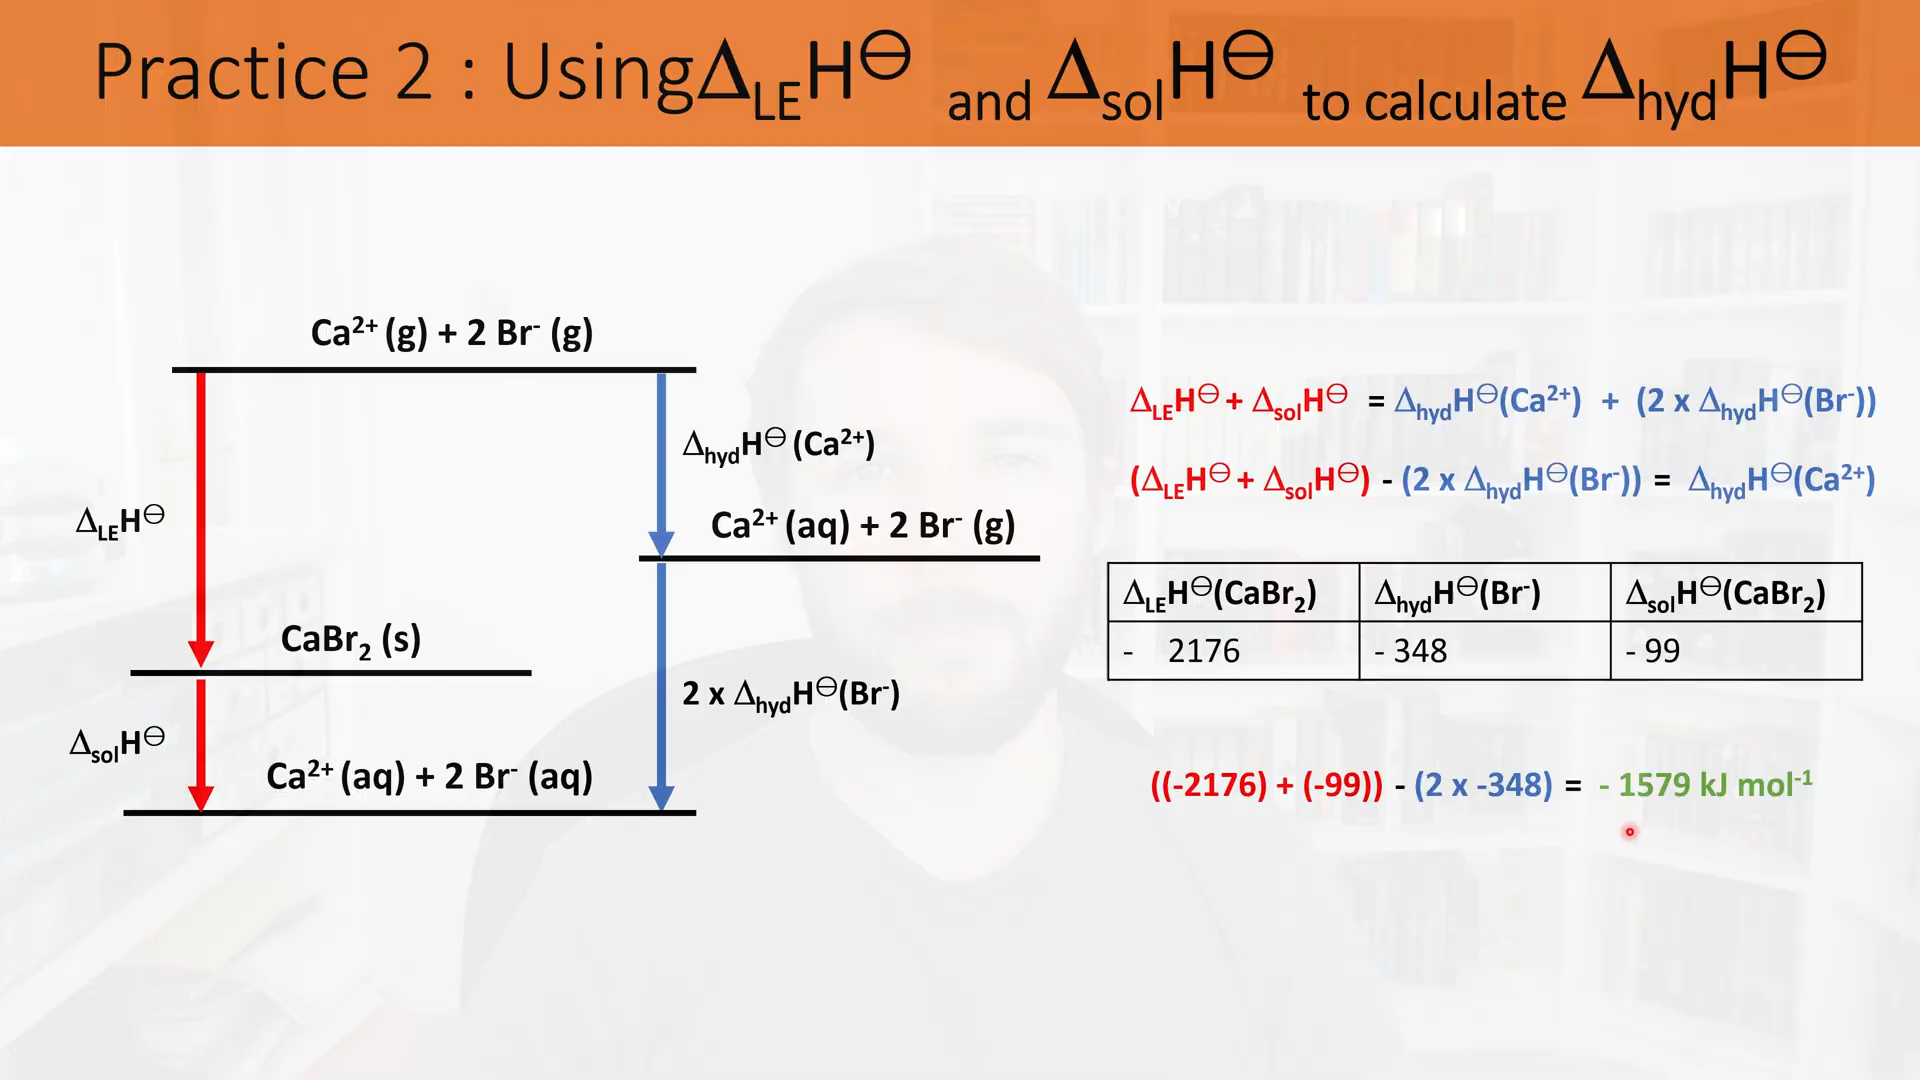 Practice 2 : UsingΔLEH⊖ and ΔsolH⊖ to calculate ΔhydH⊖
Ca²⁺ (g) + 2 Br⁻ (g)
ΔhydH⊖ (Ca²⁺)
ΔLEH⊖
Ca²⁺ (aq) + 2 Br⁻ (g)
CaBr₂ (s)
2 x ΔhydH⊖(Br⁻)
ΔsolH⊖
Ca²⁺ (aq) + 2 Br⁻ (aq)
ΔLEH⊖ + ΔsolH⊖ = ΔhydH⊖(Ca²⁺) + (2 x ΔhydH⊖(Br⁻))
(ΔLEH⊖ + ΔsolH⊖) - (2 x ΔhydH⊖(Br⁻)) = ΔhydH⊖(Ca²⁺)
ΔLEH⊖(CaBr₂) ΔhydH⊖(Br⁻) ΔsolH⊖(CaBr₂)
- 2176 - 348 - 99
((-2176) + (-99)) - (2 x -348) = - 1579 kJ mol⁻¹